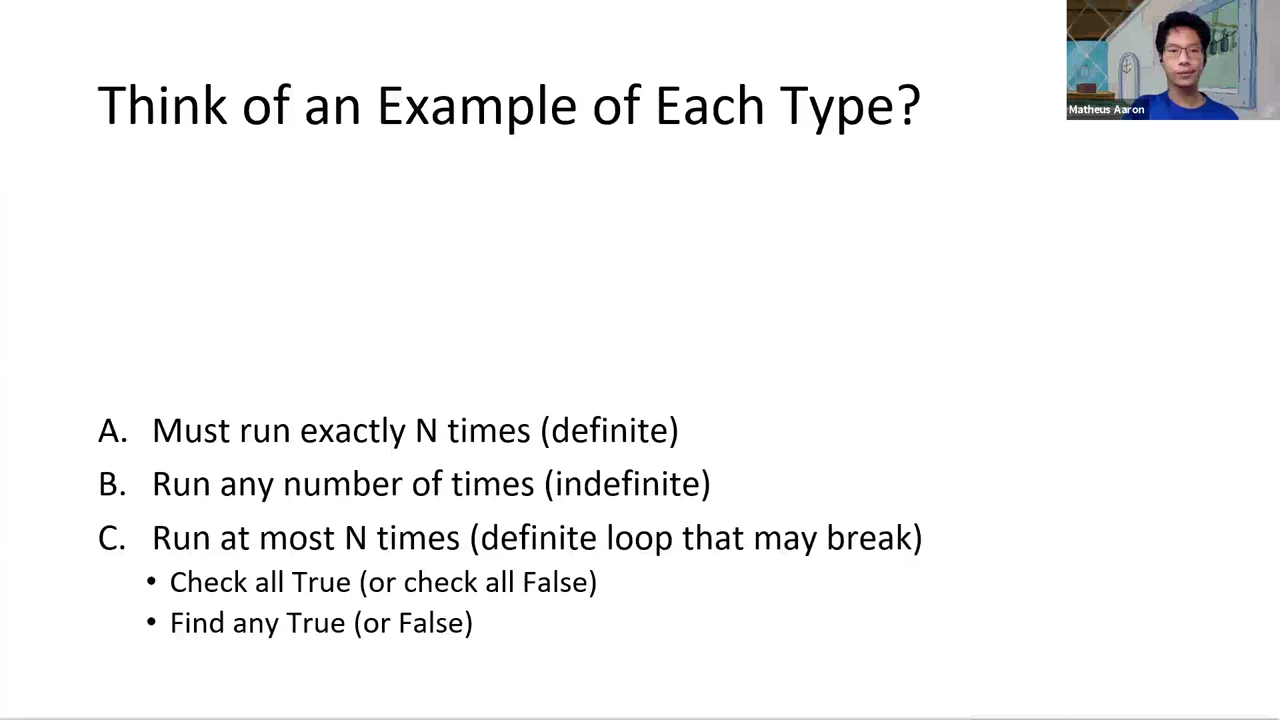 Think of an Example of Each Type?
Matheus Aaron
A. Must run exactly N times (definite)
B. Run any number of times (indefinite)
C. Run at most N times (definite loop that may break)
• Check all True (or check all False)
• Find any True (or False)